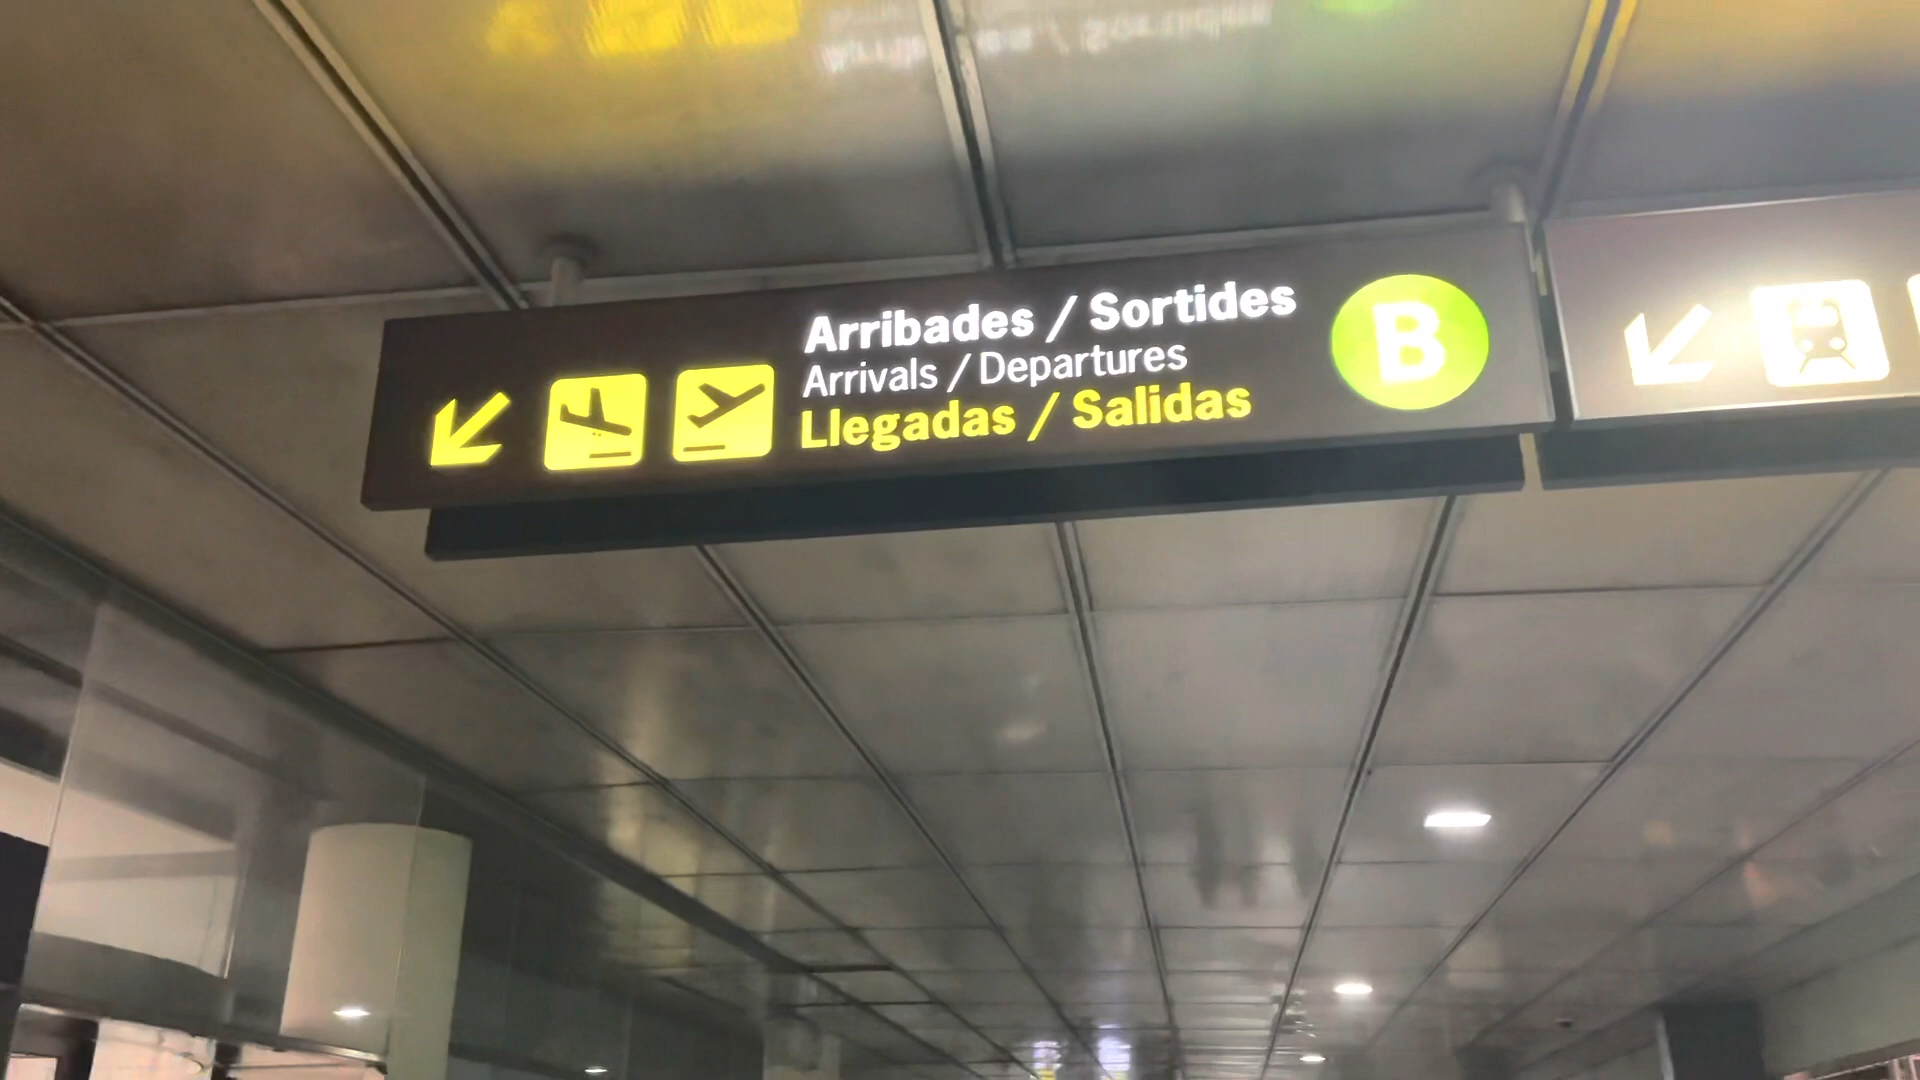 Arribades / Sortides
Arrivals / Departures
Llegadas / Salidas
B